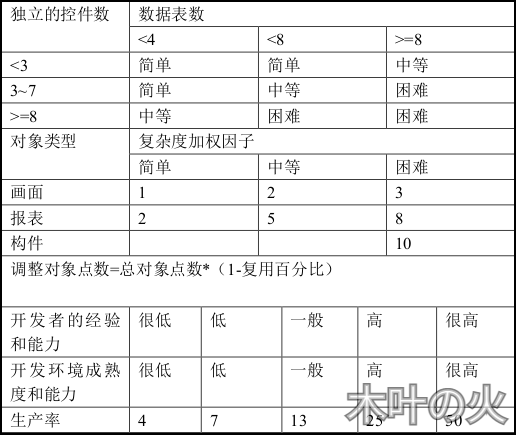 独立的控件数 数据表数
<4 <8 >=8
<3 简单 简单 中等
3~7 简单 中等 困难
>=8 中等 困难 困难
对象类型 复杂度加权因子
简单 中等 困难
画面 1 2 3
报表 2 5 8
构件 10
调整对象点数=总对象点数*（1-复用百分比）
开发者的经验 很低 低 一般 高 很高
和能力
开发环境成熟 很低 低 一般 高 很高
度和能力
生产率 4 7 13 25 50
木叶の火